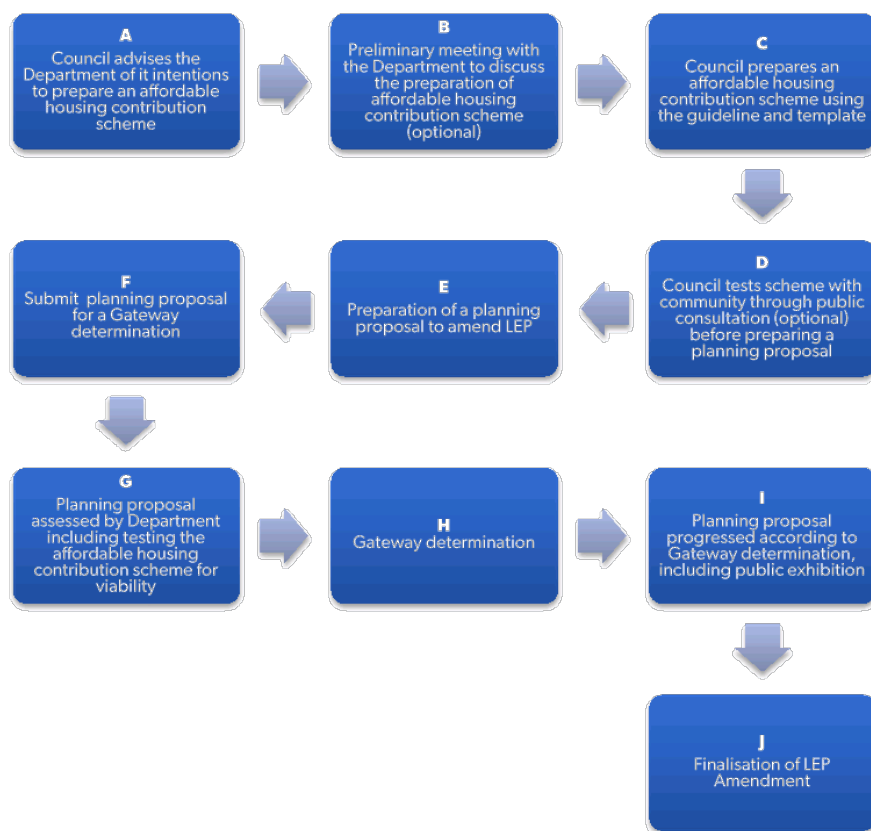 A
Council advises the
Department of it intentions
to prepare an affordable
housing contribution
scheme
B
Preliminary meeting with
the Department to discuss
the preparation of
affordable housing
contribution scheme
(optional)
C
Council prepares an
affordable housing
contribution scheme using
the guideline and template
D
Council tests scheme with
community through public
consultation (optional)
before preparing a
planning proposal
E
Preparation of a planning
proposal to amend LEP
F
Submit planning proposal
for a Gateway
determination
G
Planning proposal
assessed by Department
including testing the
affordable housing
contribution scheme for
viability
H
Gateway determination
I
Planning proposal
progressed according to
Gateway determination,
including public exhibition
J
Finalisation of LEP
Amendment